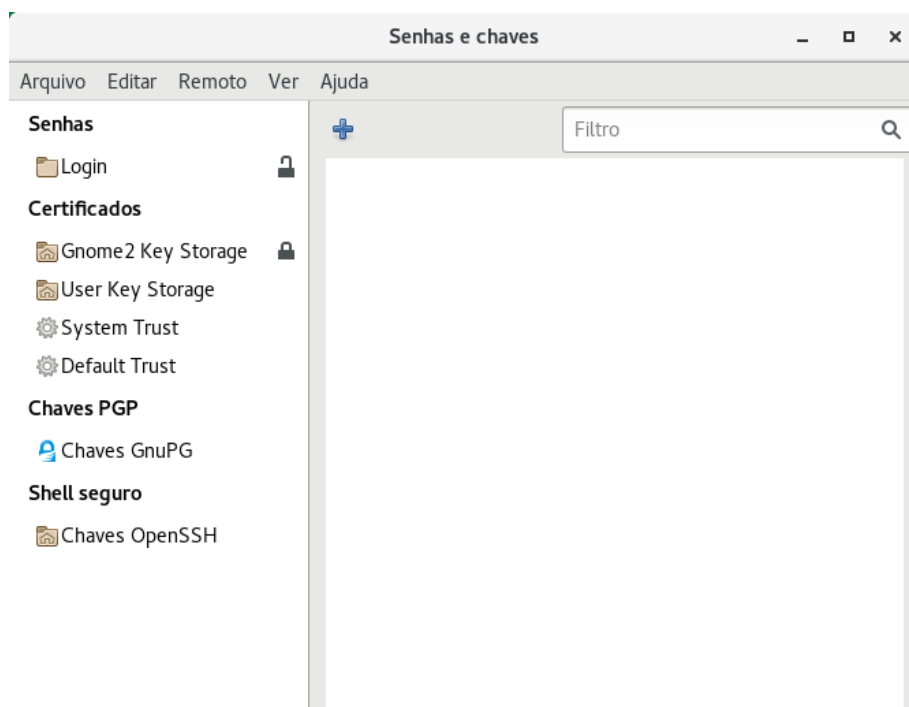 Senhas e chaves
Arquivo Editar Remoto Ver Ajuda
Senhas
Filtro
Login
Certificados
Gnome2 Key Storage
User Key Storage
System Trust
Default Trust
Chaves PGP
Chaves GnuPG
Shell seguro
Chaves OpenSSH